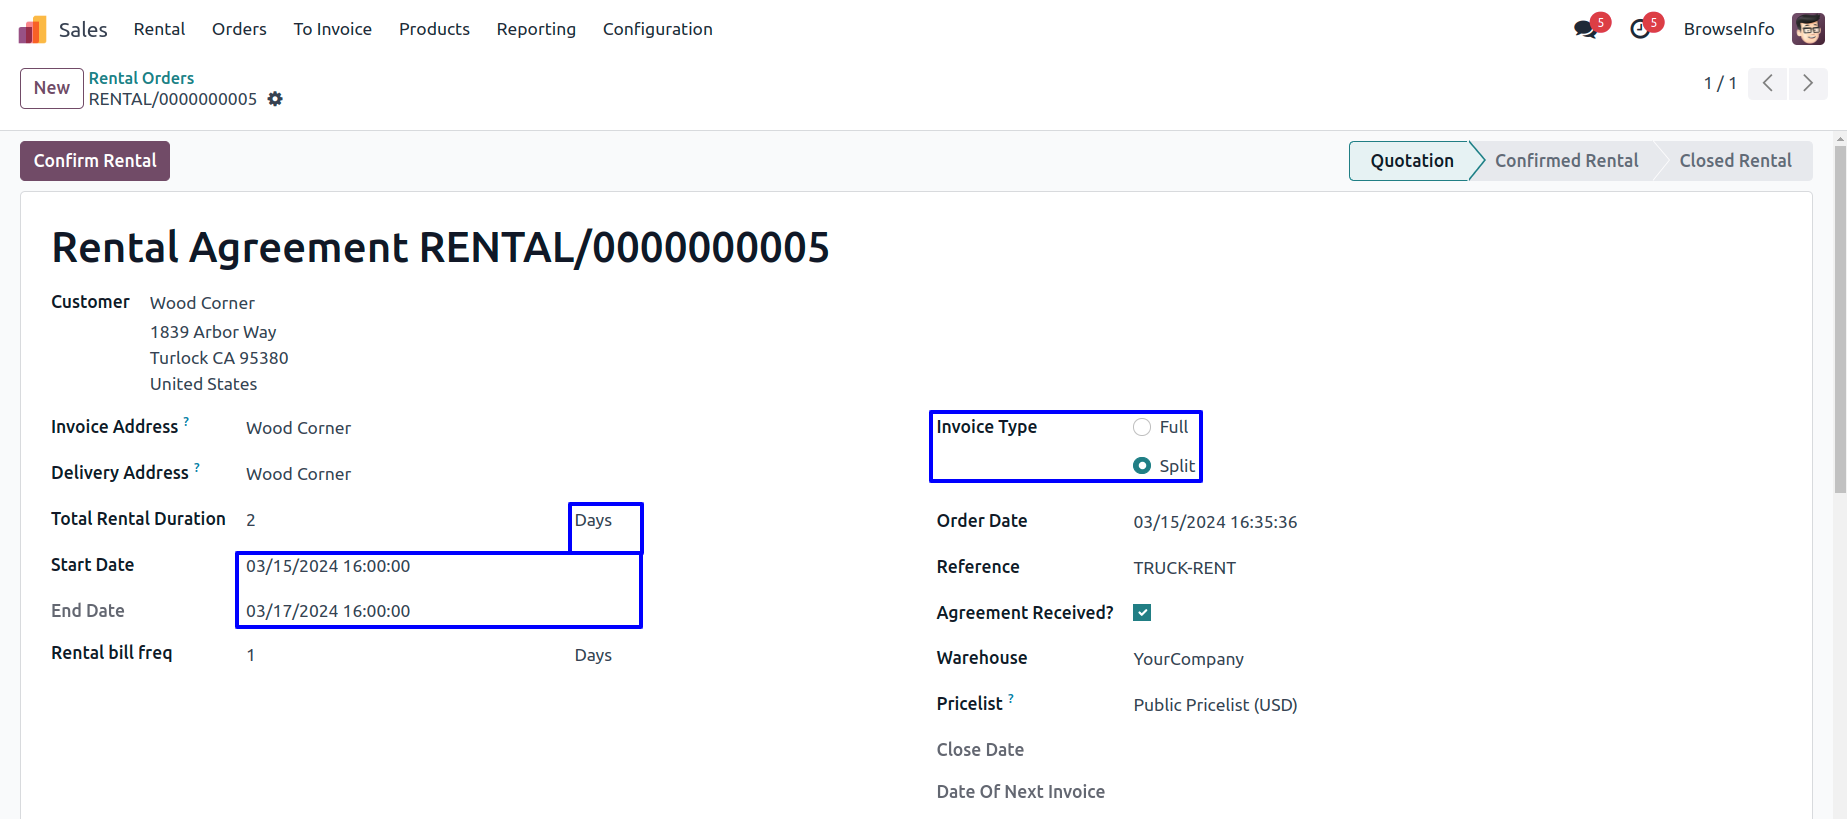 Sales Rental Orders To Invoice Products Reporting Configuration 5 5 BrowseInfo
New Rental Orders
RENTAL/0000000005 1 / 1
Confirm Rental Quotation Confirmed Rental Closed Rental
Rental Agreement RENTAL/0000000005
Customer Wood Corner
1839 Arbor Way
Turlock CA 95380
United States
Invoice Address ? Wood Corner
Delivery Address ? Wood Corner
Total Rental Duration 2 Days
Start Date 03/15/2024 16:00:00
End Date 03/17/2024 16:00:00
Rental bill freq 1 Days
Invoice Type Full
Split
Order Date 03/15/2024 16:35:36
Reference TRUCK-RENT
Agreement Received?
Warehouse YourCompany
Pricelist ? Public Pricelist (USD)
Close Date
Date Of Next Invoice